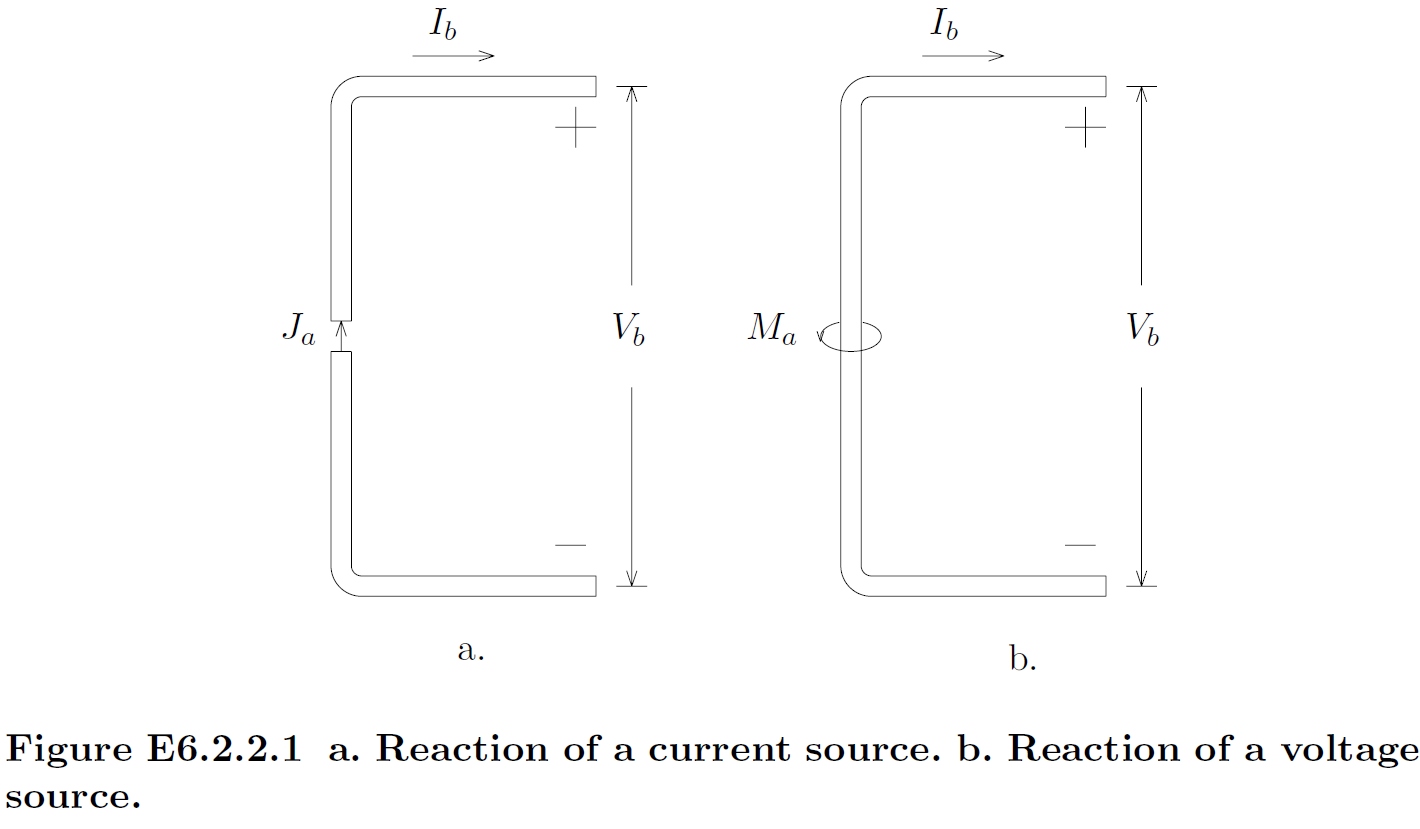 I_b I_b
+ +
J_a V_b M_a V_b
− −
a. b.
Figure E6.2.2.1 a. Reaction of a current source. b. Reaction of a voltage
source.